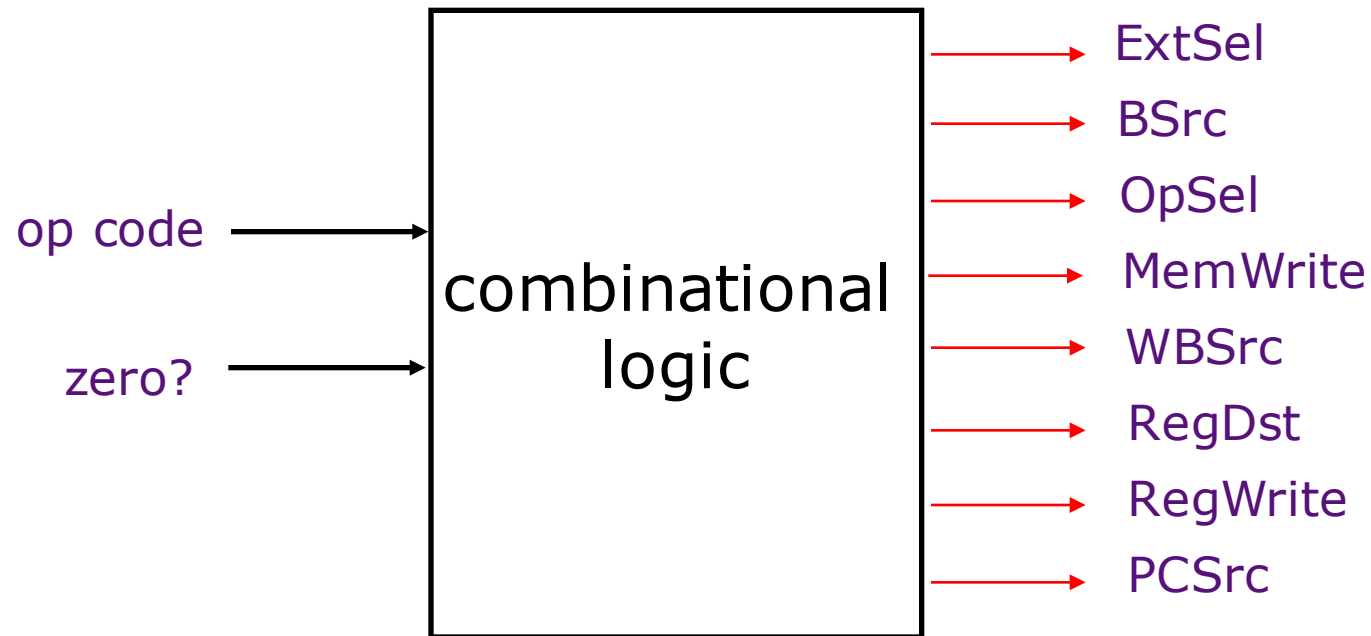 op code
zero?
combinational
logic
ExtSel
BSrc
OpSel
MemWrite
WBSrc
RegDst
RegWrite
PCSrc